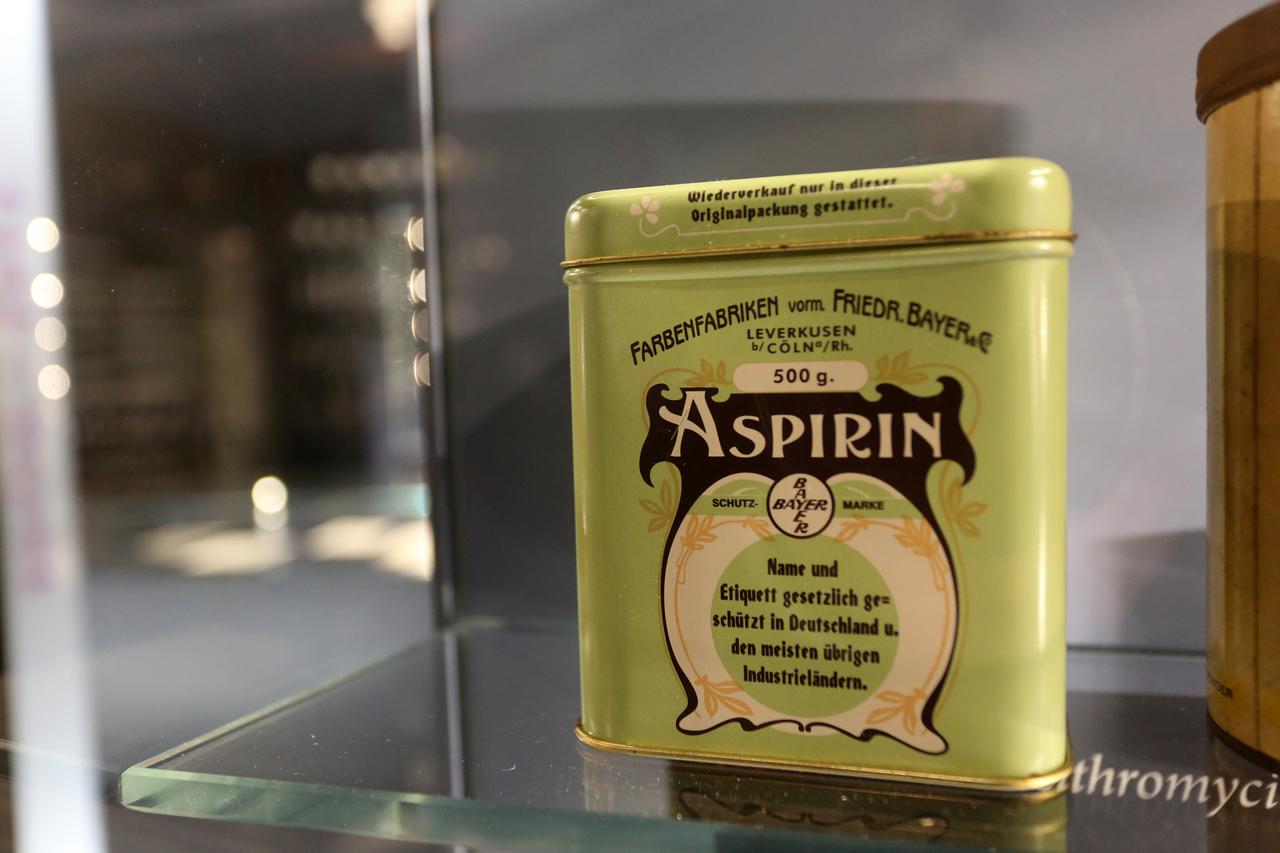 Wiederverkauf nur in dieser
Originalpackung gestattet.
FARBENFABRIKEN vorm. FRIEDR. BAYER & Co
LEVERKUSEN
b/CÖLN a/Rh.
500 g.
ASPIRIN
SCHUTZ- BAYER MARKE
BAYER
Name und
Etiquett gesetzlich ge=
schützt in Deutschland u.
den meisten übrigen
Industrieländern.
thromyci